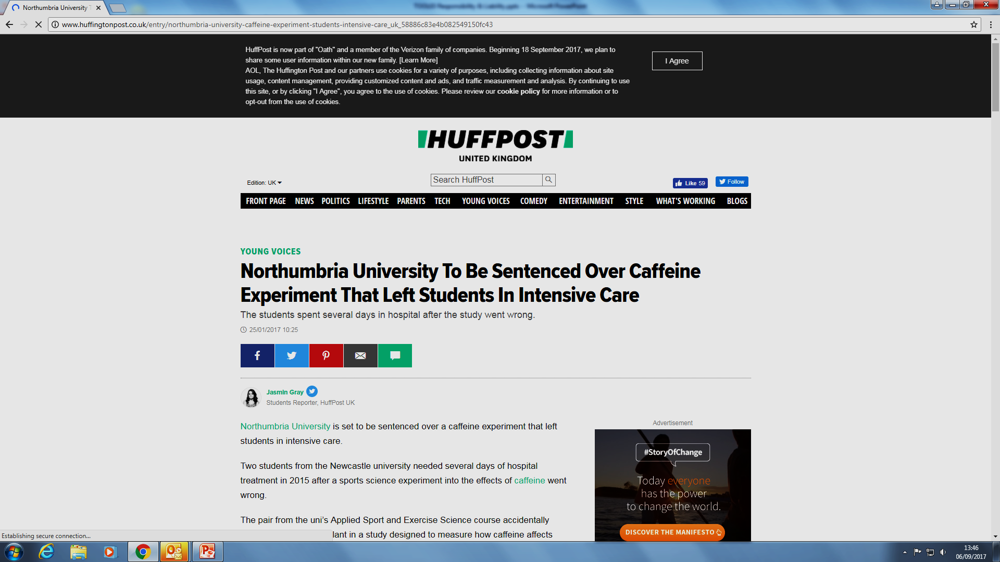 Northumbria University T
www.huffingtonpost.co.uk/entry/northumbria-university-caffeine-experiment-students-intensive-care_uk_58886c83e4b082549150fc43
HuffPost is now part of "Oath" and a member of the Verizon family of companies. Beginning 18 September 2017, we plan to
share some user information within our new family. [Learn More]
AOL, The Huffington Post and our partners use cookies for a variety of purposes, including collecting information about site
usage, content management, providing customized content and ads, and traffic measurement and analysis. By continuing to use
this site, or by clicking "I Agree", you agree to the use of cookies. Please review our cookie policy for more information or to
opt-out from the use of cookies.
I Agree
HUFFPOST
UNITED KINGDOM
Edition: UK
Search HuffPost
Like 59
Follow
FRONT PAGE NEWS POLITICS LIFESTYLE PARENTS TECH YOUNG VOICES COMEDY ENTERTAINMENT STYLE WHAT'S WORKING BLOGS
YOUNG VOICES
Northumbria University To Be Sentenced Over Caffeine
Experiment That Left Students In Intensive Care
The students spent several days in hospital after the study went wrong.
25/01/2017 10:25
Jasmin Gray
Students Reporter, HuffPost UK
Northumbria University is set to be sentenced over a caffeine experiment that left
students in intensive care.
Two students from the Newcastle university needed several days of hospital
treatment in 2015 after a sports science experiment into the effects of caffeine went
wrong.
The pair from the uni’s Applied Sport and Exercise Science course accidentally
lant in a study designed to measure how caffeine affects
Advertisement
#StoryOfChange
Today everyone
has the power
to change the world.
DISCOVER THE MANIFESTO
Establishing secure connection...
13:46
06/09/2017